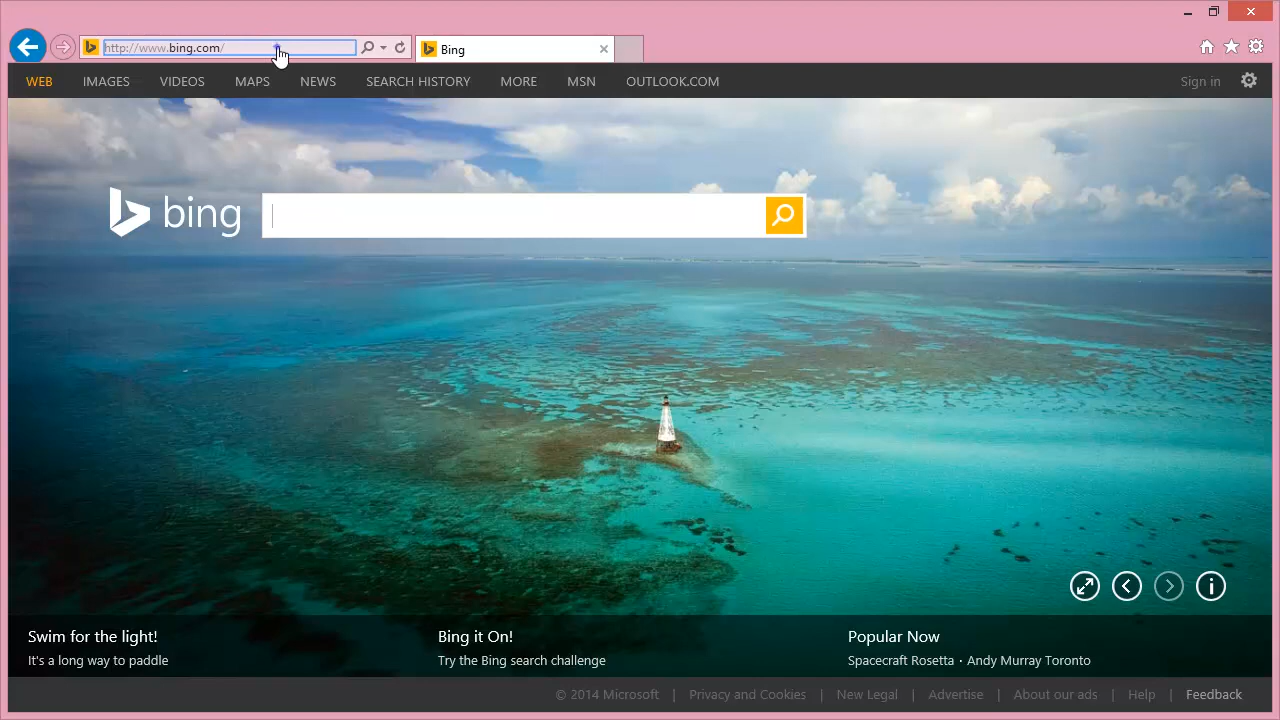 http://www.bing.com/
Bing
WEB IMAGES VIDEOS MAPS NEWS SEARCH HISTORY MORE MSN OUTLOOK.COM Sign in
bing
Swim for the light!
It's a long way to paddle
Bing it On!
Try the Bing search challenge
Popular Now
Spacecraft Rosetta · Andy Murray Toronto
© 2014 Microsoft | Privacy and Cookies | New Legal | Advertise | About our ads | Help | Feedback